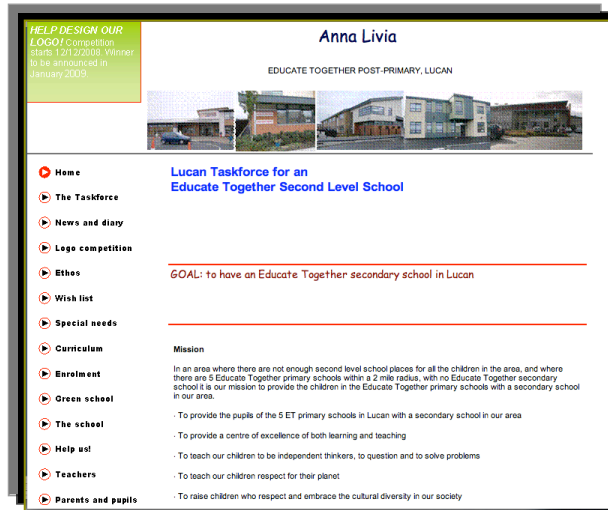 HELP DESIGN OUR
LOGO! Competition
starts 12/12/2008. Winner
to be announced in
January 2009.
Anna Livia
EDUCATE TOGETHER POST-PRIMARY, LUCAN
Home
The Taskforce
News and diary
Logo competition
Ethos
Wish list
Special needs
Curriculum
Enrolment
Green school
The school
Help us!
Teachers
Parents and pupils
Lucan Taskforce for an
Educate Together Second Level School
GOAL: to have an Educate Together secondary school in Lucan
Mission
In an area where there are not enough second level school places for all the children in the area, and where
there are 5 Educate Together primary schools within a 2 mile radius, with no Educate Together secondary
school it is our mission to provide the children in the Educate Together primary schools with a secondary school
in our area.
· To provide the pupils of the 5 ET primary schools in Lucan with a secondary school in our area
· To provide a centre of excellence of both learning and teaching
· To teach our children to be independent thinkers, to question and to solve problems
· To teach our children respect for their planet
· To raise children who respect and embrace the cultural diversity in our society